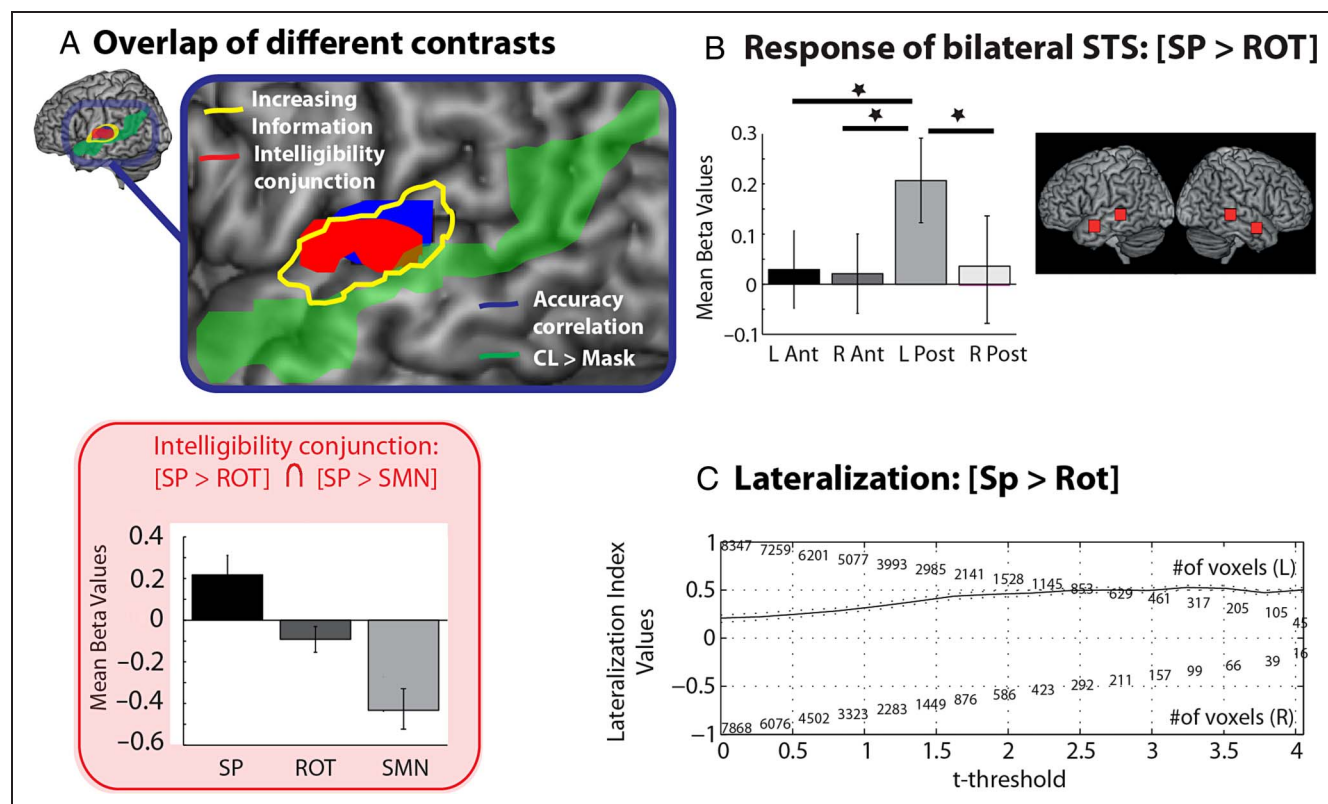 A Overlap of different contrasts
Increasing
Information
Intelligibility
conjunction
Accuracy
correlation
CL > Mask
B Response of bilateral STS: [SP > ROT]
Mean Beta Values
0.3
0.2
0.1
0
−0.1
L Ant R Ant L Post R Post
Intelligibility conjunction:
[SP > ROT] ∩ [SP > SMN]
Mean Beta Values
0.4
0.2
0
−0.2
−0.4
−0.6
SP ROT SMN
C Lateralization: [Sp > Rot]
Lateralization Index
Values
1
0.5
0
−0.5
−1
8347 7259 6201 5077 3993 2985 2141 1528 1145 853 629 461 317 205 105 45
#of voxels (L)
7868 6076 4502 3323 2283 1449 876 586 423 292 211 157 99 66 39 16
#of voxels (R)
0 0.5 1 1.5 2 2.5 3 3.5 4
t-threshold